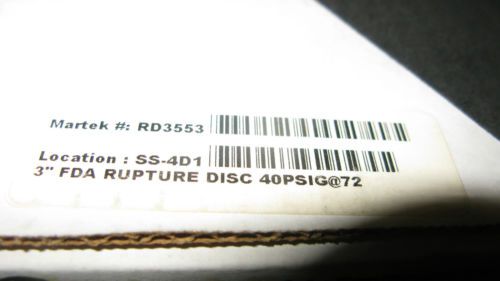 Martek #: RD3553
Location : SS-4D1
3" FDA RUPTURE DISC 40PSIG@72